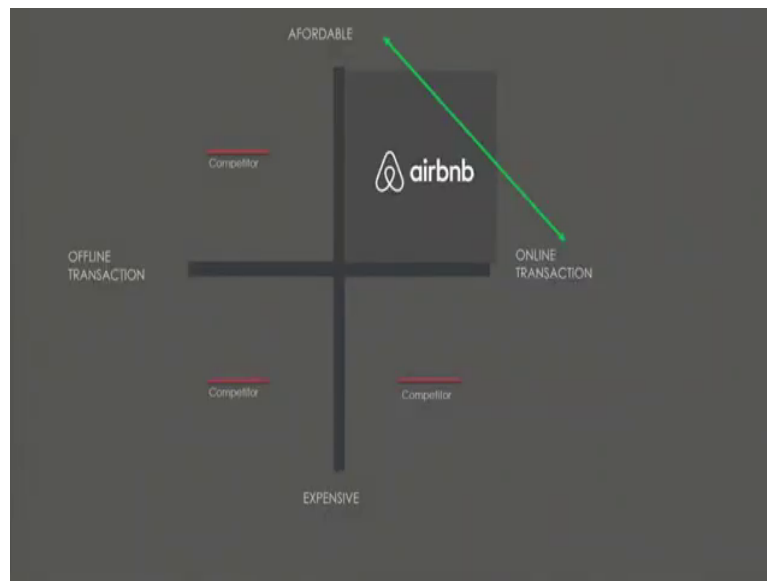 AFORDABLE
Competitor
airbnb
OFFLINE
TRANSACTION
ONLINE
TRANSACTION
Competitor
Competitor
EXPENSIVE